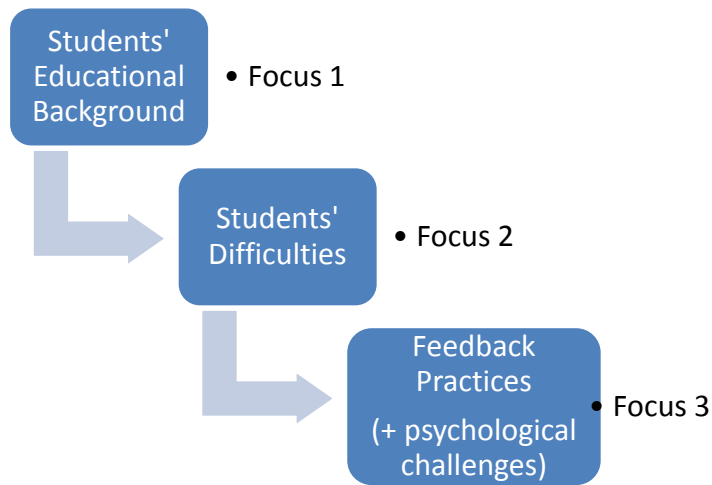 Students'
Educational
Background
• Focus 1
Students'
Difficulties
• Focus 2
Feedback
Practices
(+ psychological
challenges)
• Focus 3